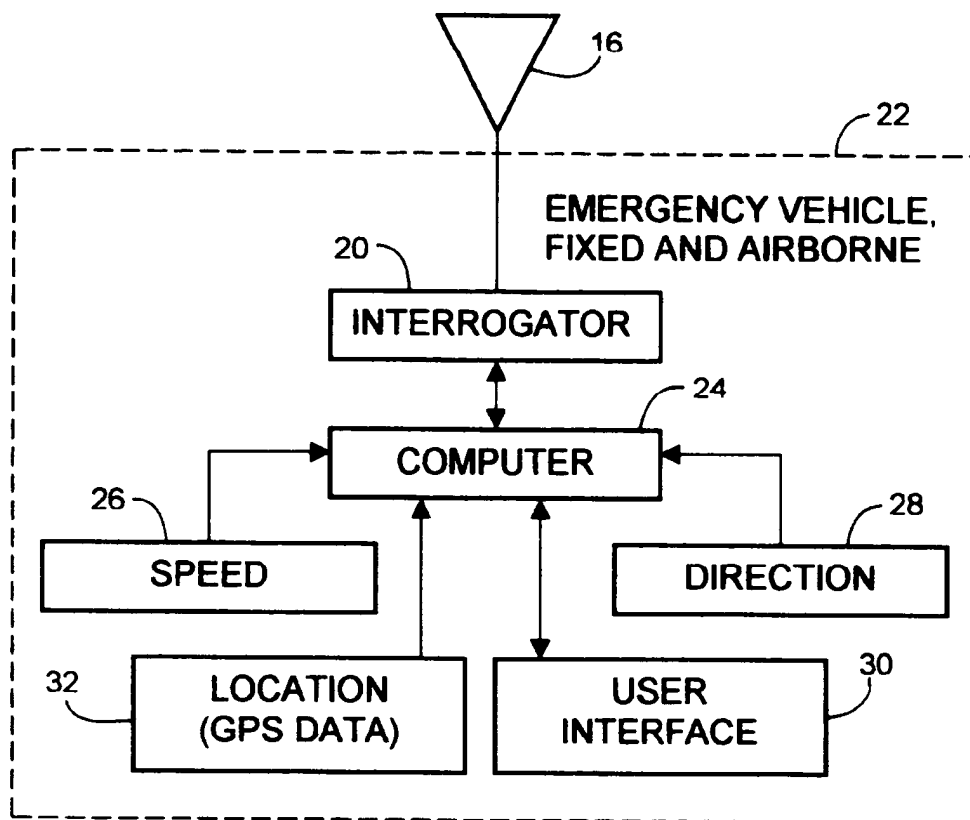 16
22
EMERGENCY VEHICLE,
FIXED AND AIRBORNE
20
INTERROGATOR
24
COMPUTER
26
28
SPEED
DIRECTION
32
LOCATION
(GPS DATA)
USER
INTERFACE
30